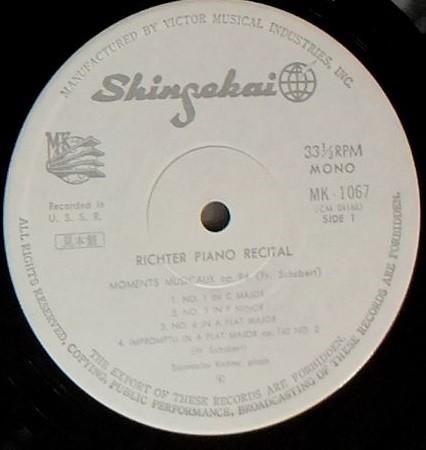 MANUFACTURED BY VICTOR MUSICAL INDUSTRIES, INC.
Shinsekai
MK
Recorded in
U. S. S. R.
見本盤
33⅓RPM
MONO
MK - 1067
SIDE 1
RICHTER PIANO RECITAL
MOMENTS MUSICAUX op. 94 (Fr. Schubert)
1. NO. 1 IN C MAJOR
2. NO. 3 IN F MINOR
3. NO. 6 IN A FLAT MAJOR
4. IMPROMPTU IN A FLAT MAJOR op. 142 NO. 2
(Fr. Schubert)
Sviatoslav Richter, piano
ALL RIGHTS RESERVED, COPYING, PUBLIC PERFORMANCE, BROADCASTING OF THESE RECORDS ARE FORBIDDEN.
THE EXPORT OF THESE RECORDS ARE FORBIDDEN.